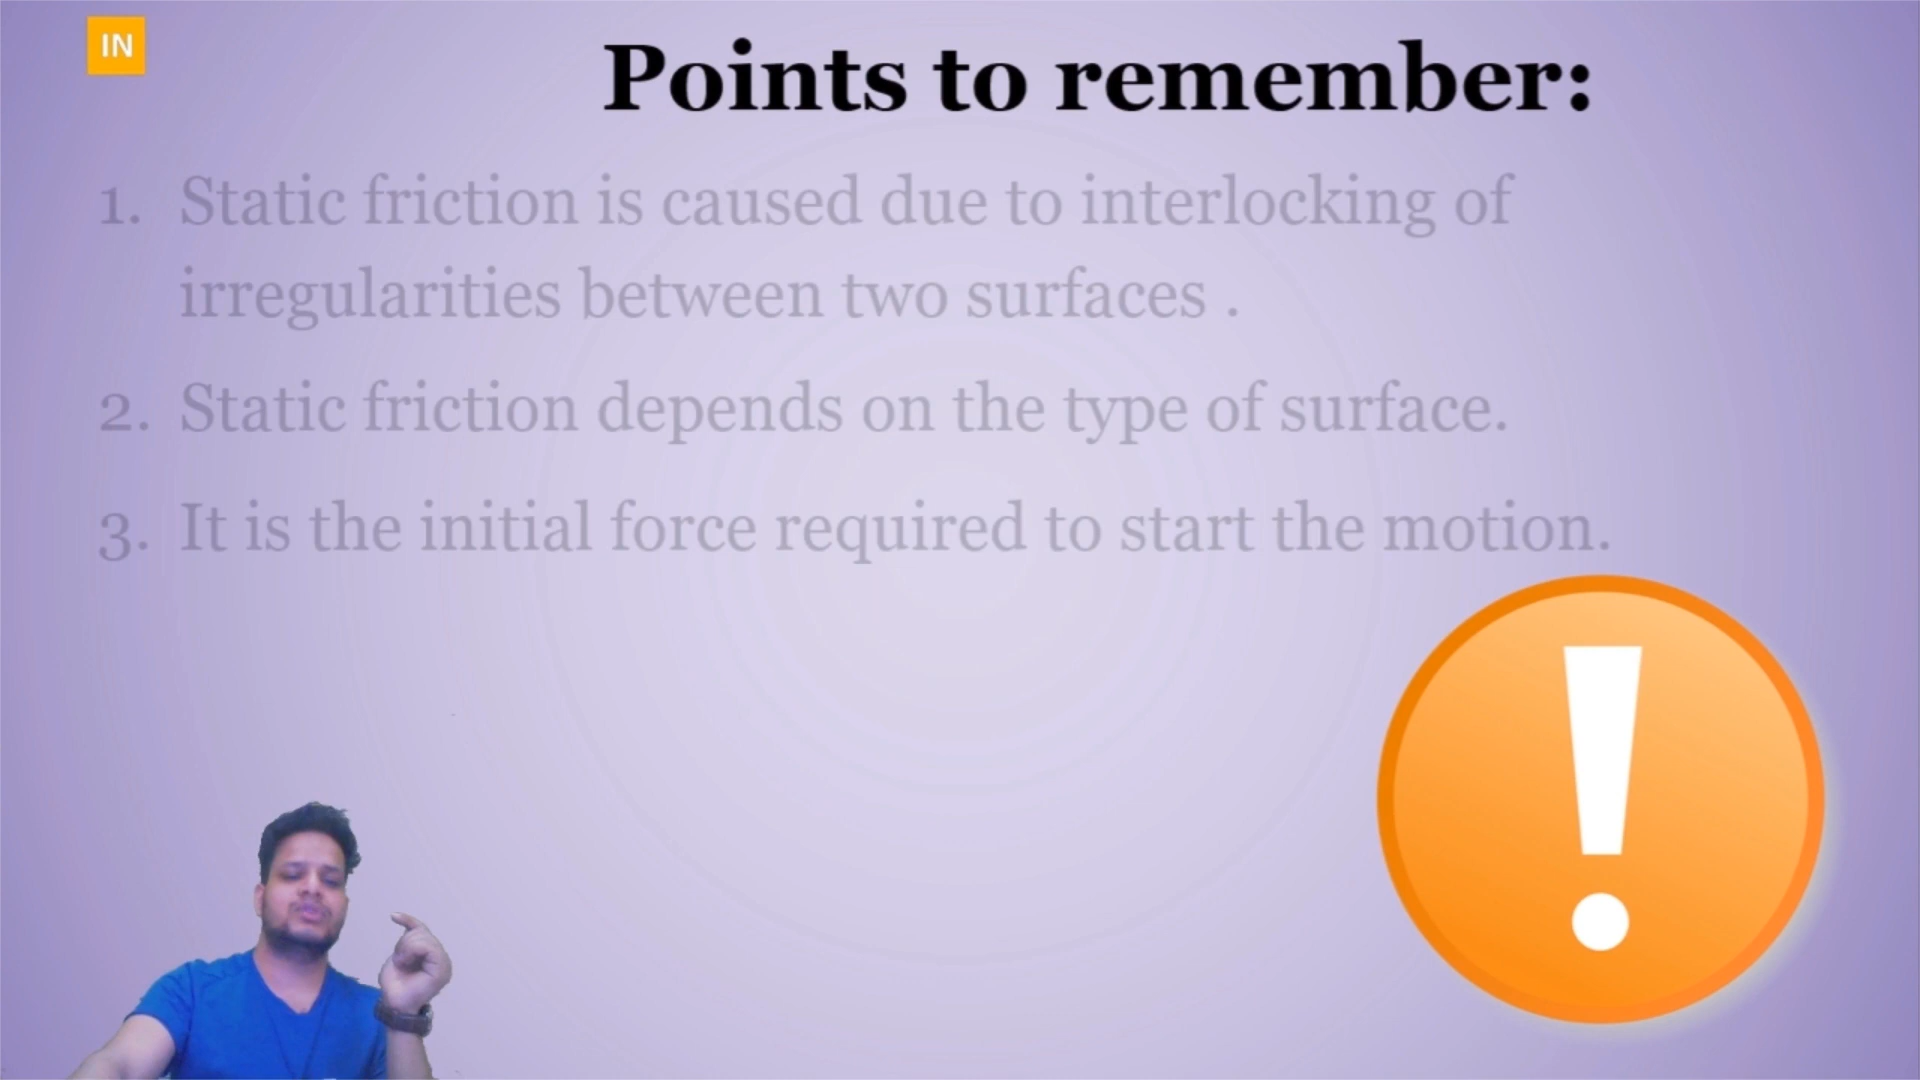 IN
Points to remember:
1. Static friction is caused due to interlocking of
irregularities between two surfaces .
2. Static friction depends on the type of surface.
3. It is the initial force required to start the motion.
!